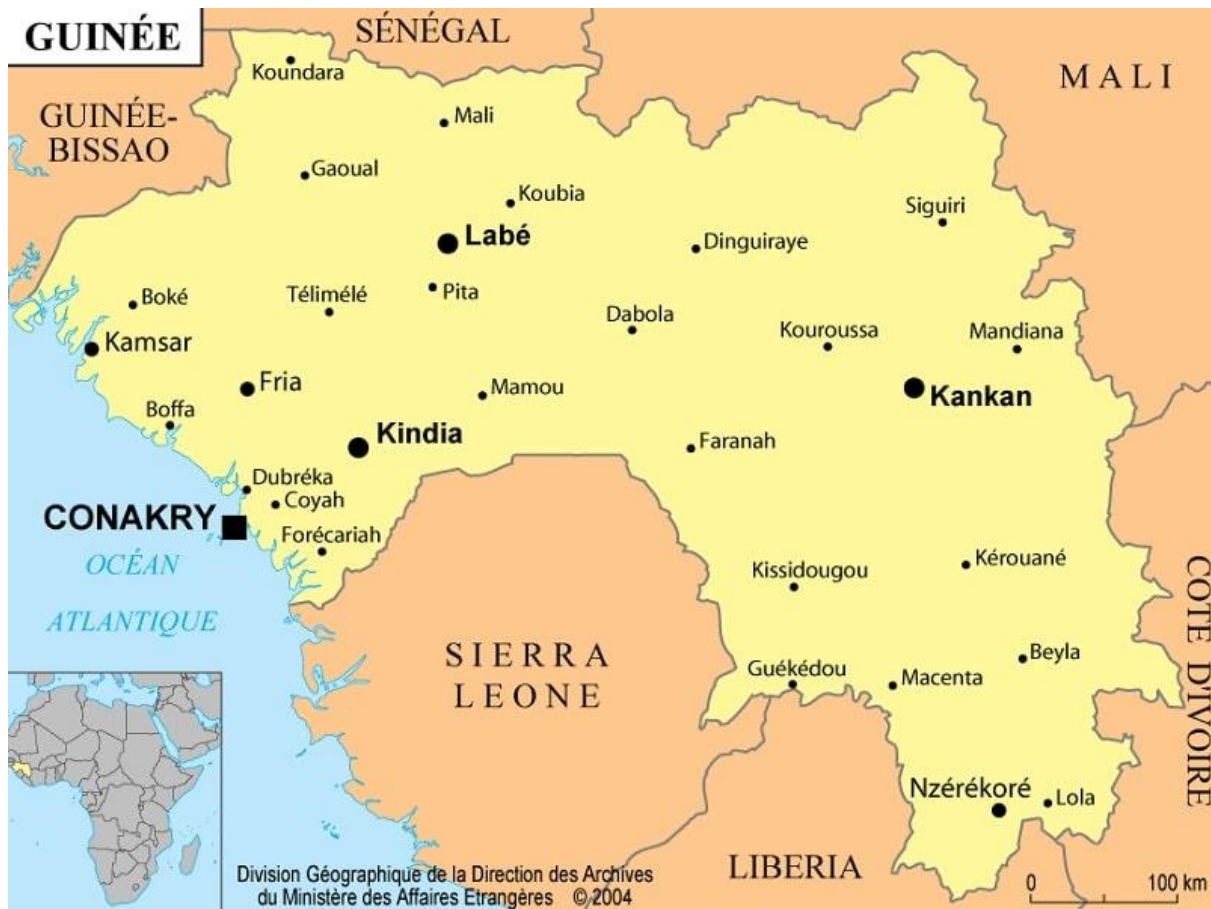 GUINÉE
SÉNÉGAL
MALI
GUINÉE-
BISSAO
Koundara
Mali
Gaoual
Koubia
Siguiri
Labé
Dinguiraye
Boké
Télimélé
Pita
Dabola
Kouroussa
Mandiana
Kamsar
Fria
Mamou
Kankan
Boffa
Kindia
Faranah
Dubréka
Coyah
CONAKRY
Forécariah
OCÉAN
ATLANTIQUE
Kissidougou
Kérouané
COTE D'IVOIRE
SIERRA
LEONE
Guékédou
Macenta
Beyla
Nzérékoré
Lola
LIBERIA
Division Géographique de la Direction des Archives
du Ministère des Affaires Etrangères © 2004
0 100 km